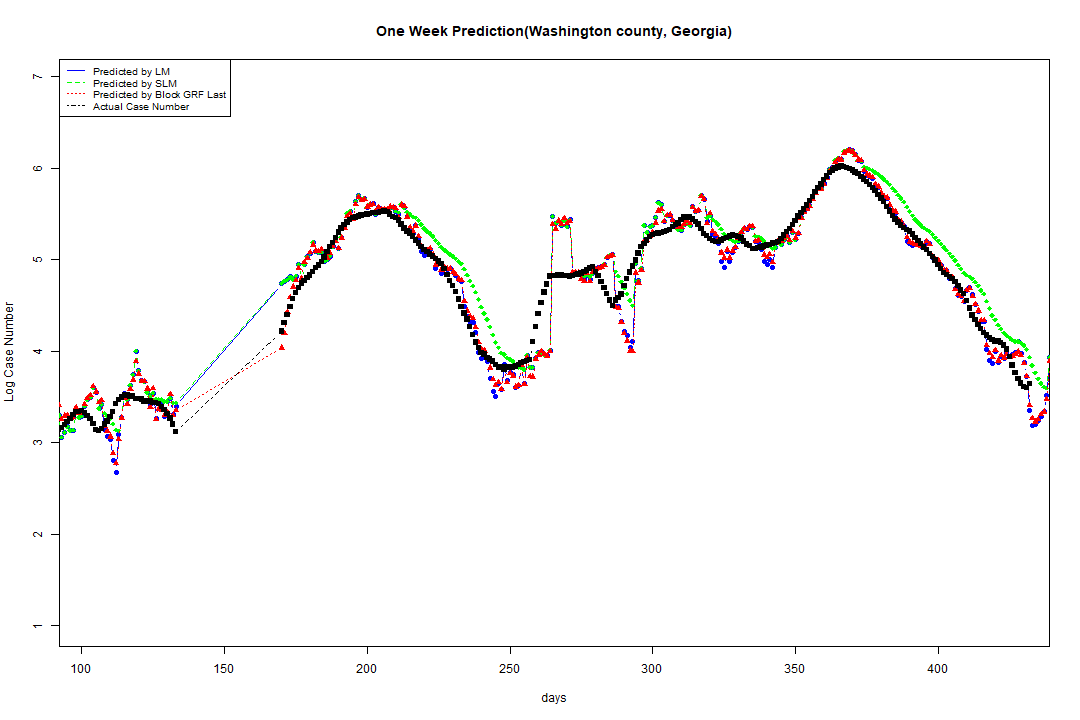 One Week Prediction(Washington county, Georgia)
Predicted by LM
Predicted by SLM
Predicted by Block GRF Last
Actual Case Number
7
6
5
4
3
2
1
Log Case Number
100 150 200 250 300 350 400
days